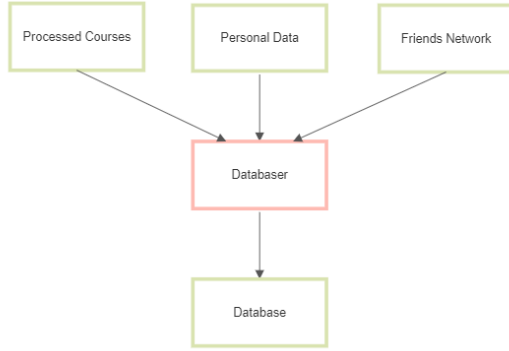 Processed Courses
Personal Data
Friends Network
Databaser
Database